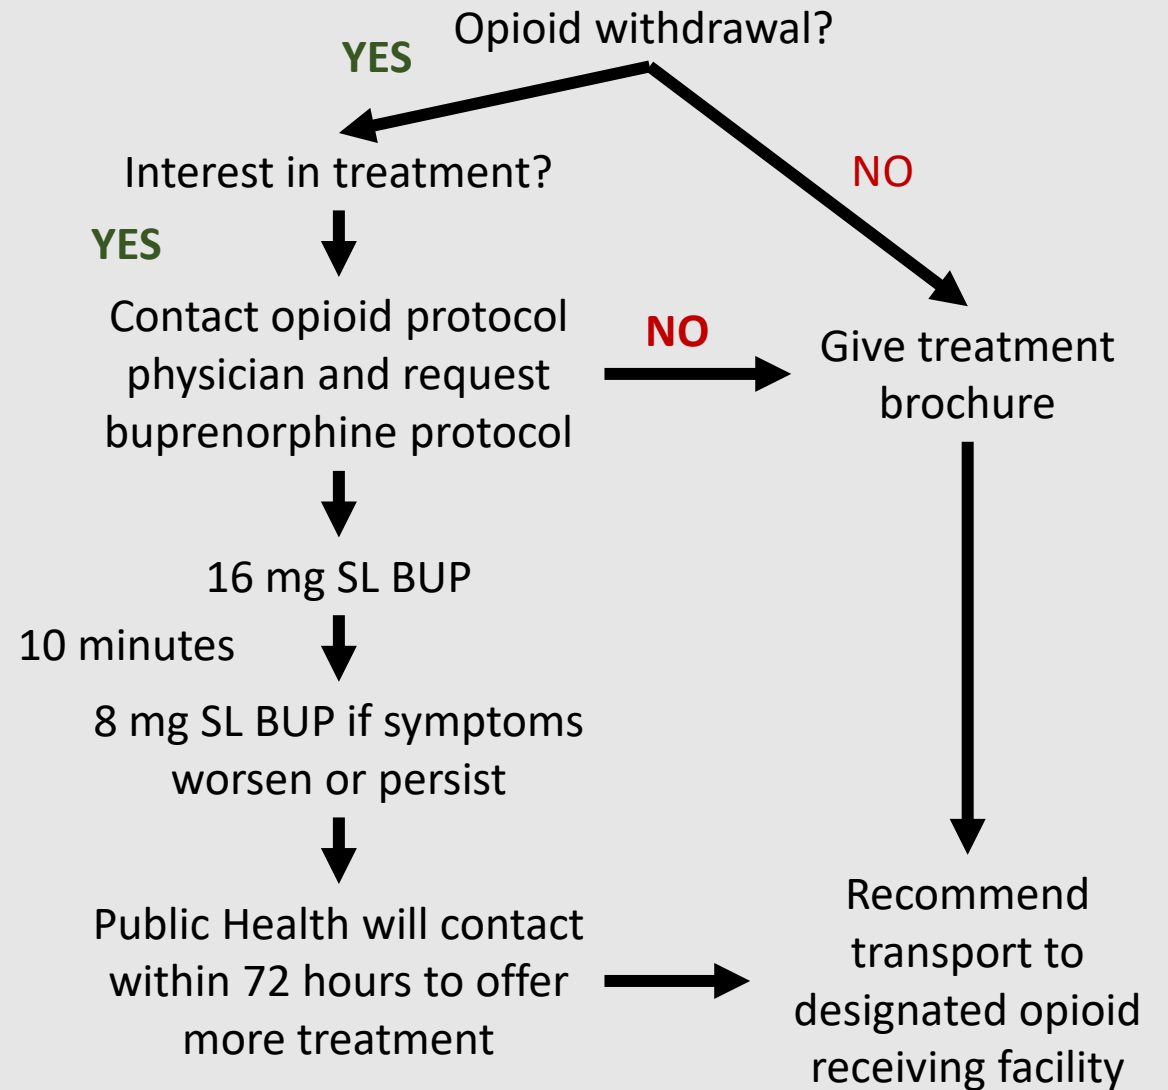 Opioid withdrawal?
YES
NO
Interest in treatment?
YES
Contact opioid protocol
physician and request
buprenorphine protocol
NO
Give treatment
brochure
16 mg SL BUP
10 minutes
8 mg SL BUP if symptoms
worsen or persist
Public Health will contact
within 72 hours to offer
more treatment
Recommend
transport to
designated opioid
receiving facility